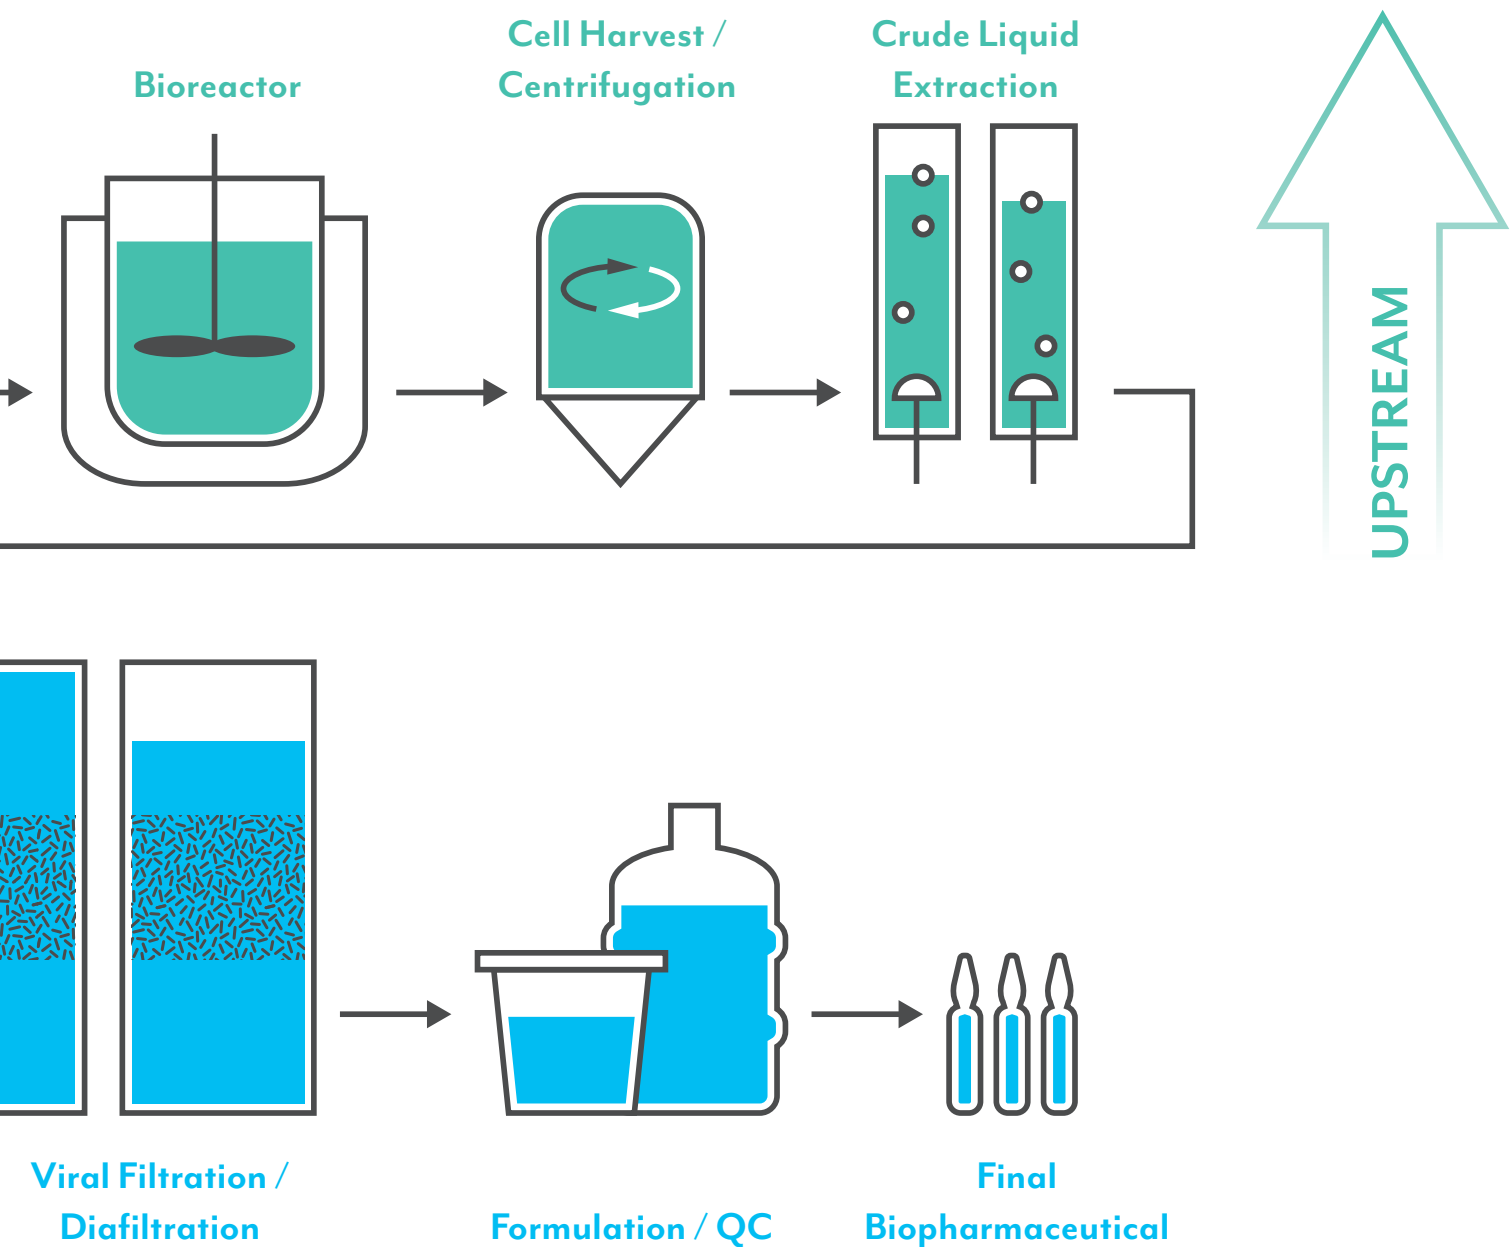 Bioreactor
Cell Harvest /
Centrifugation
Crude Liquid
Extraction
UPSTREAM
Viral Filtration /
Diafiltration
Formulation / QC
Final
Biopharmaceutical